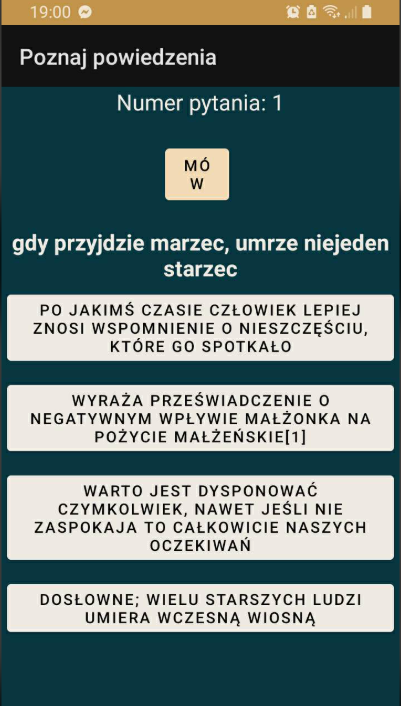 19:00
Poznaj powiedzenia
Numer pytania: 1
MÓ
W
gdy przyjdzie marzec, umrze niejeden
starzec
PO JAKIMŚ CZASIE CZŁOWIEK LEPIEJ
ZNOSI WSPOMNIENIE O NIESZCZĘŚCIU,
KTÓRE GO SPOTKAŁO
WYRAŻA PRZEŚWIADCZENIE O
NEGATYWNYM WPŁYWIE MAŁŻONKA NA
POŻYCIE MAŁŻEŃSKIE[1]
WARTO JEST DYSPONOWAĆ
CZYMKOLWIEK, NAWET JEŚLI NIE
ZASPOKAJA TO CAŁKOWICIE NASZYCH
OCZEKIWAŃ
DOSŁOWNE; WIELU STARSZYCH LUDZI
UMIERA WCZESNĄ WIOSNĄ